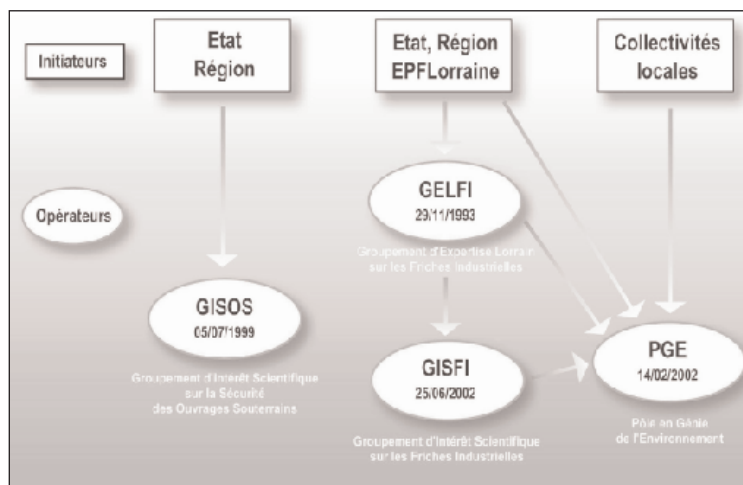 Initiateurs
Etat
Région
Etat, Région
EPFLorraine
Collectivités
locales
Opérateurs
GELFI
29/11/1993
Groupement d'Expertise Lorrain
sur les Friches Industrielles
GISOS
05/07/1999
Groupement d'Intérêt Scientifique
sur la Sécurité
des Ouvrages Souterrains
GISFI
25/06/2002
Groupement d'Intérêt Scientifique
sur les Friches Industrielles
PGE
14/02/2002
Pôle en Génie
de l'Environnement